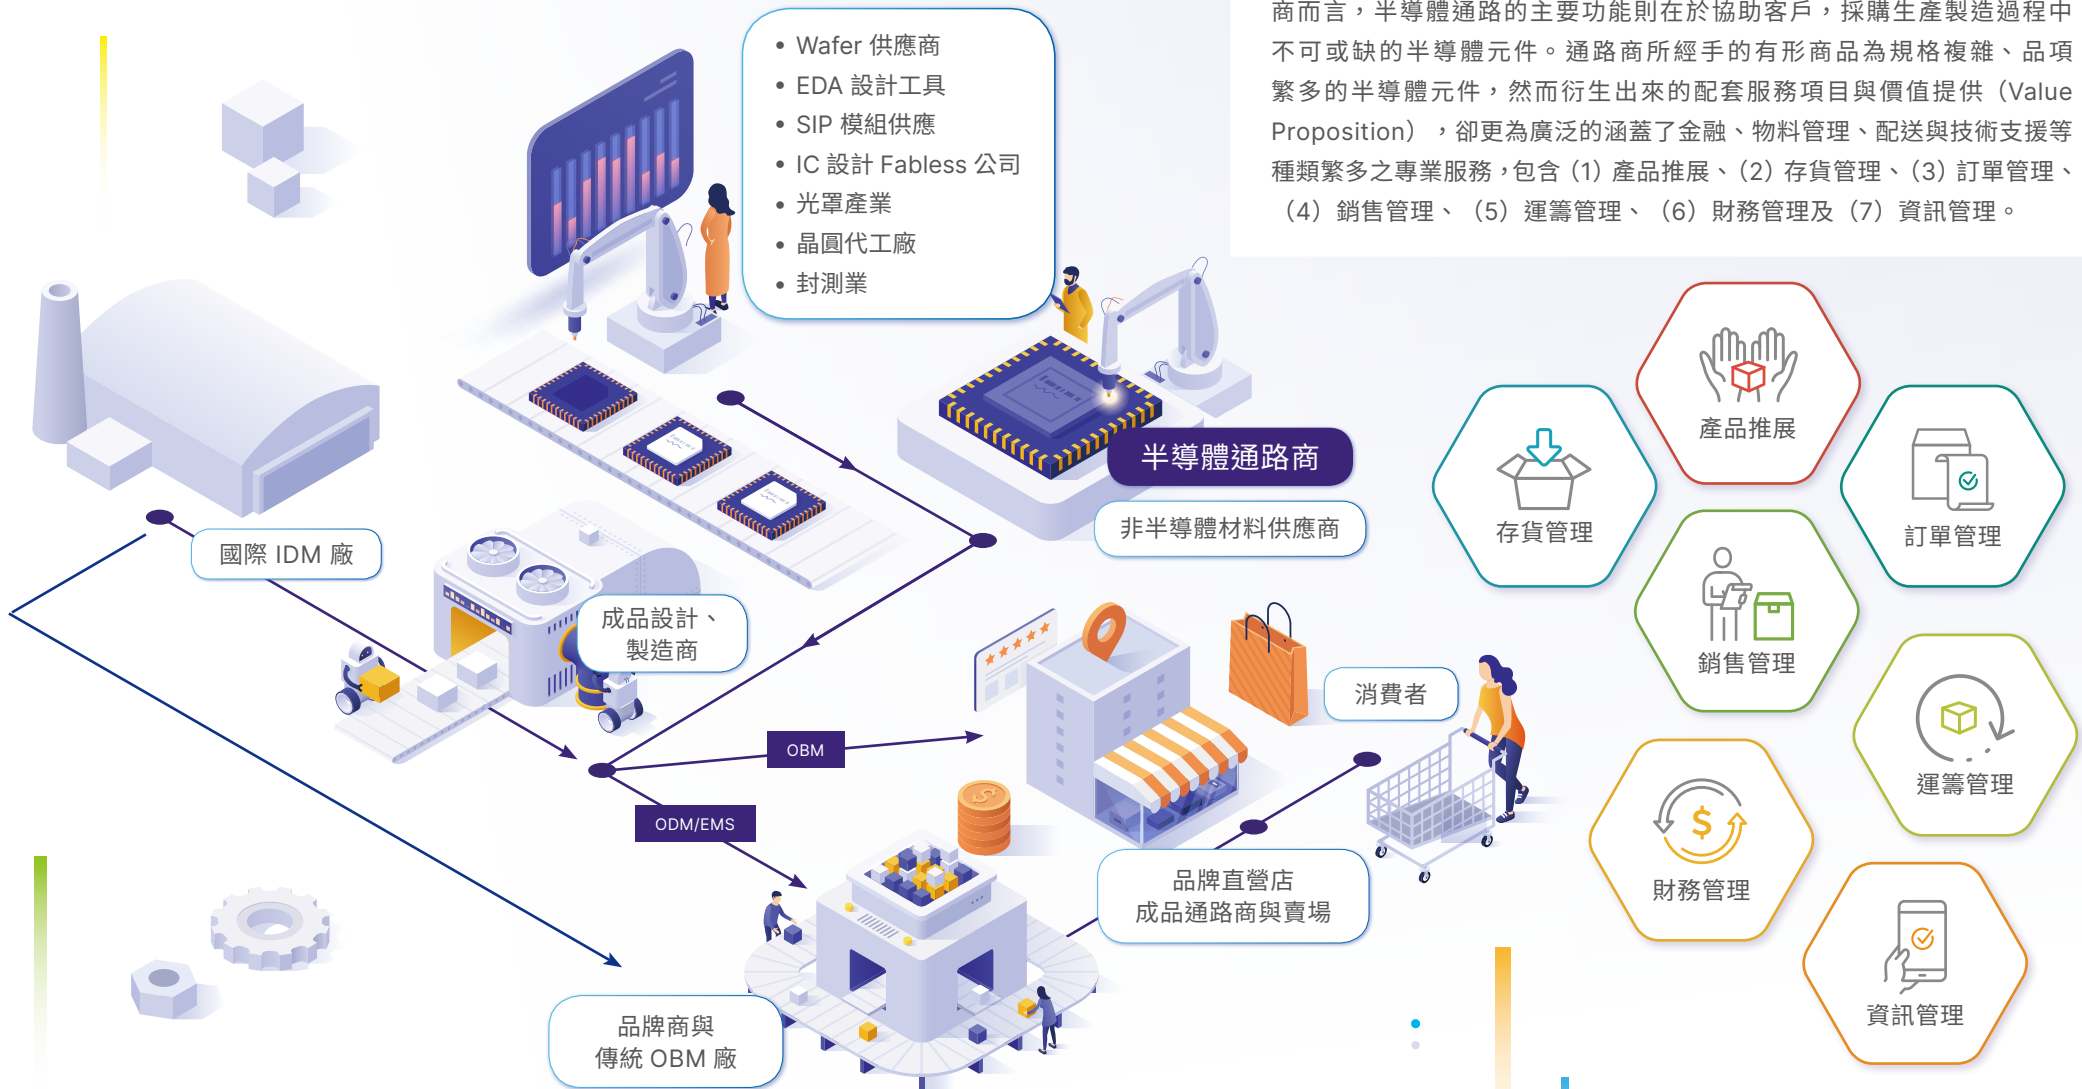 商而言，半導體通路的主要功能則在於協助客戶，採購生產製造過程中
不可或缺的半導體元件。通路商所經手的有形商品為規格複雜、品項
繁多的半導體元件，然而衍生出來的配套服務項目與價值提供（Value
Proposition），卻更為廣泛的涵蓋了金融、物料管理、配送與技術支援等
種類繁多之專業服務，包含（1）產品推展、（2）存貨管理、（3）訂單管理、
（4）銷售管理、（5）運籌管理、（6）財務管理及（7）資訊管理。
• Wafer 供應商
• EDA 設計工具
• SIP 模組供應
• IC 設計 Fabless 公司
• 光罩產業
• 晶圓代工廠
• 封測業
半導體通路商
非半導體材料供應商
國際 IDM 廠
成品設計、
製造商
消費者
OBM
ODM/EMS
品牌直營店
成品通路商與賣場
品牌商與
傳統 OBM 廠
產品推展
存貨管理
訂單管理
銷售管理
運籌管理
財務管理
資訊管理